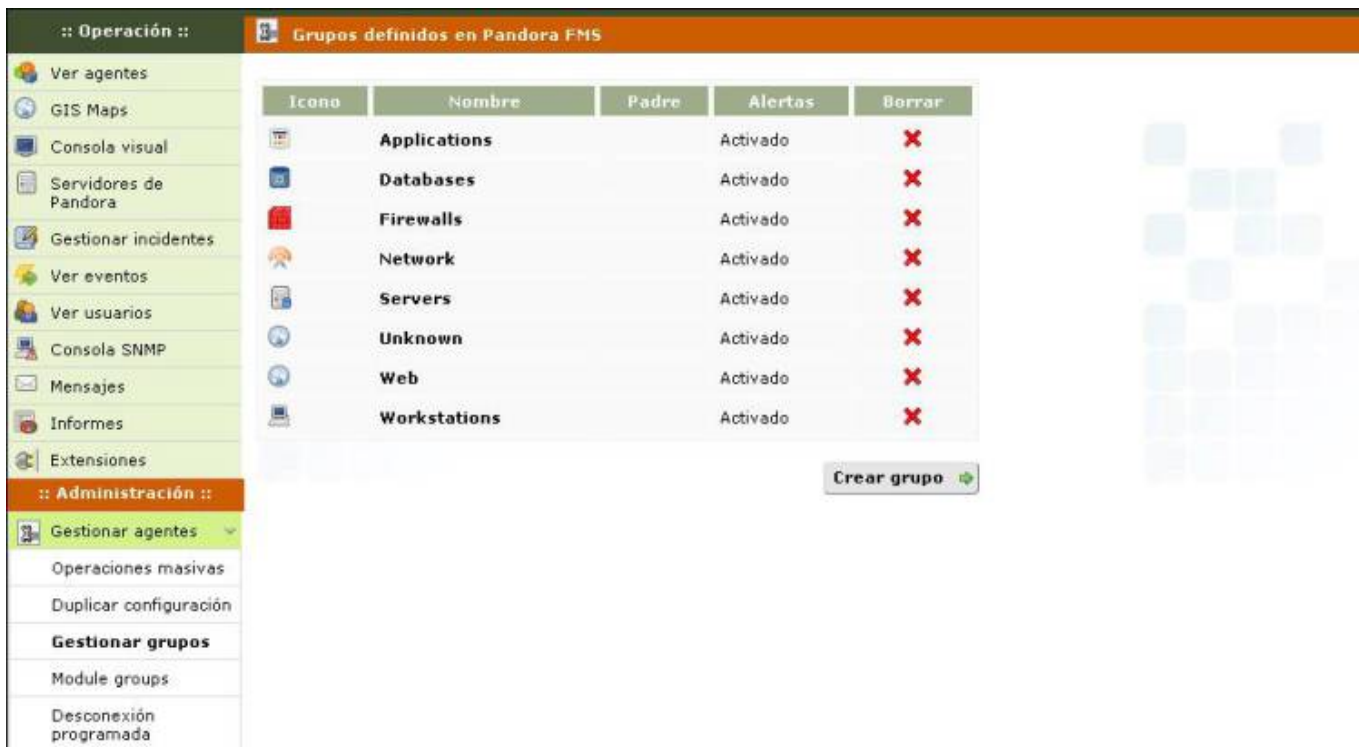 :: Operación ::
Ver agentes
GIS Maps
Consola visual
Servidores de
Pandora
Gestionar incidentes
Ver eventos
Ver usuarios
Consola SNMP
Mensajes
Informes
Extensiones
:: Administración ::
Gestionar agentes
Operaciones masivas
Duplicar configuración
Gestionar grupos
Module groups
Desconexión
programada
Grupos definidos en Pandora FMS
Icono Nombre Padre Alertas Borrar
Applications Activado
Databases Activado
Firewalls Activado
Network Activado
Servers Activado
Unknown Activado
Web Activado
Workstations Activado
Crear grupo